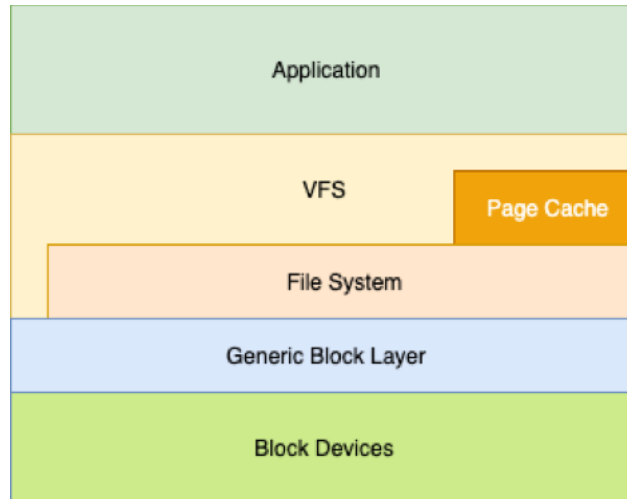 Application
VFS
Page Cache
File System
Generic Block Layer
Block Devices